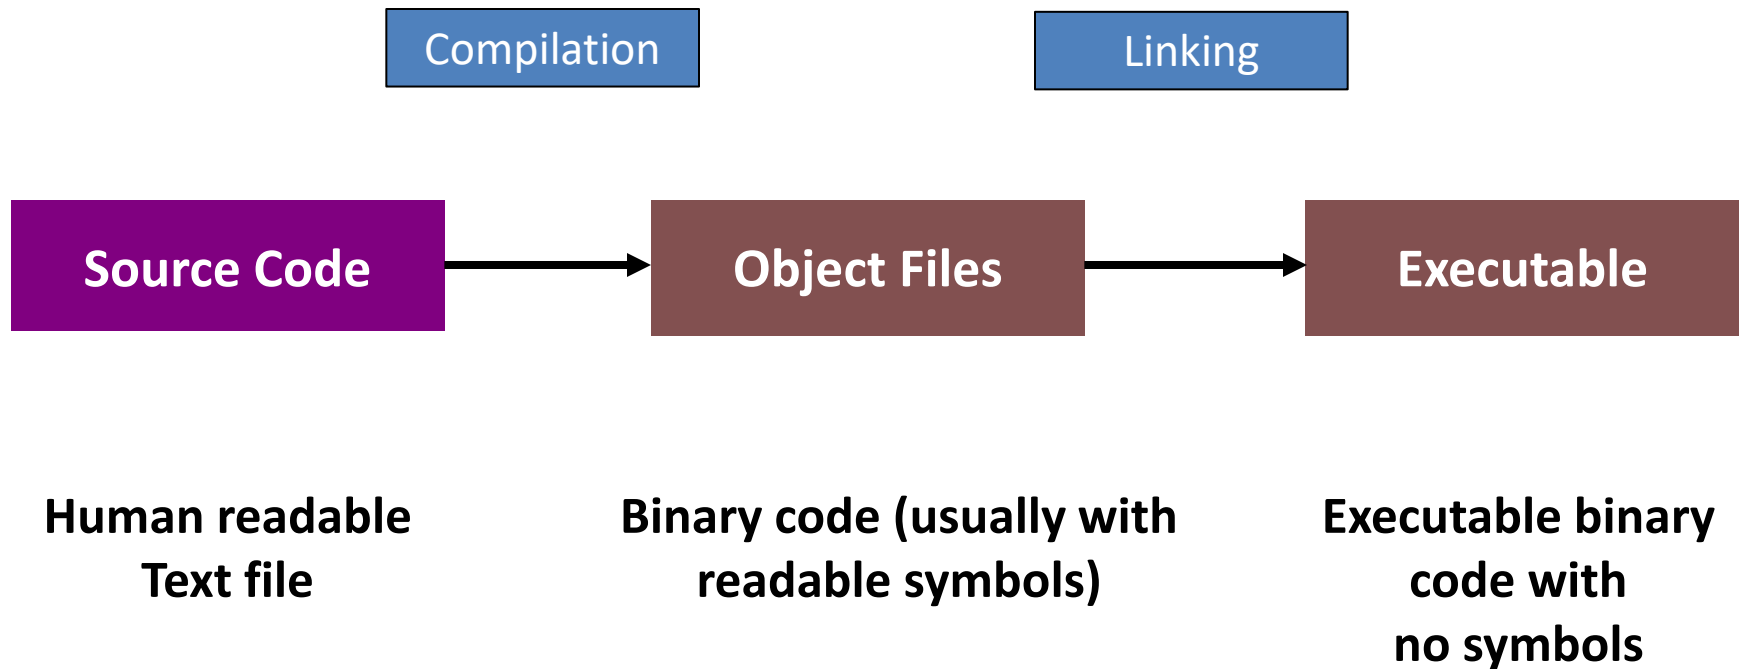 Compilation
Linking
Source Code
Object Files
Executable
Human readable
Text file
Binary code (usually with
readable symbols)
Executable binary
code with
no symbols